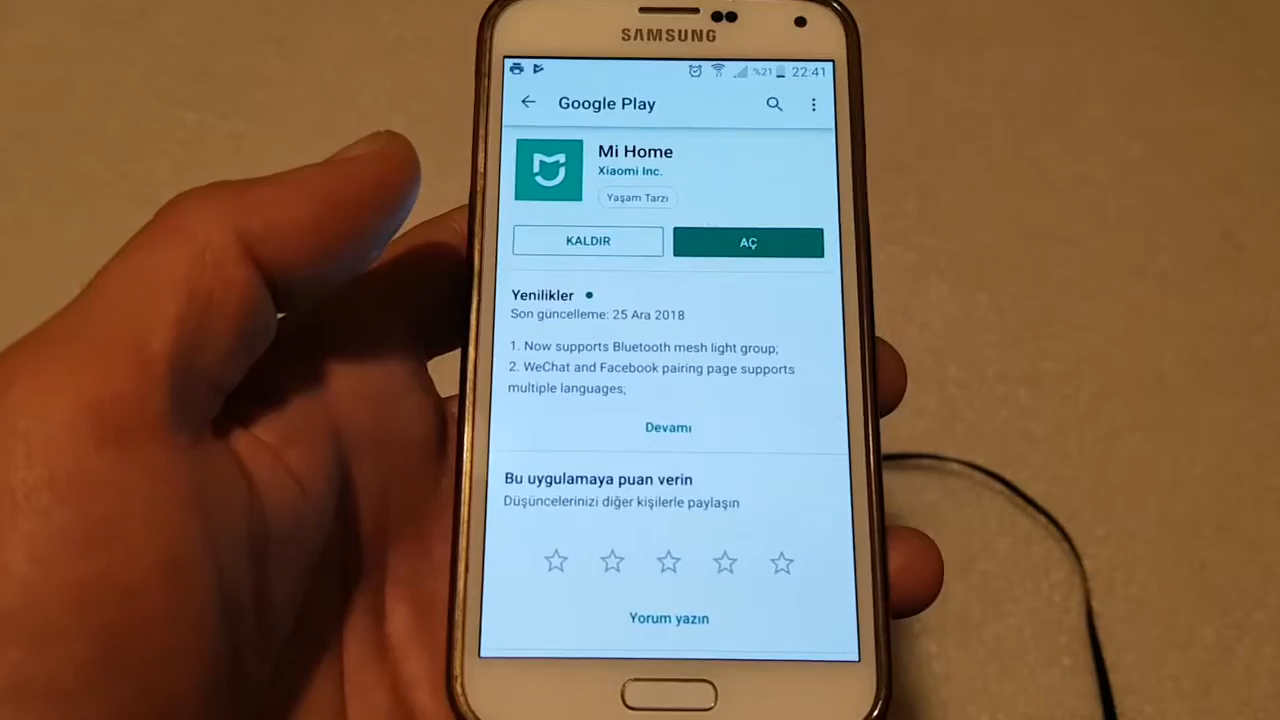 SAMSUNG
%21 22:41
Google Play
Mi Home
Xiaomi Inc.
Yaşam Tarzı
KALDIR
AÇ
Yenilikler
Son güncelleme: 25 Ara 2018
1. Now supports Bluetooth mesh light group;
2. WeChat and Facebook pairing page supports
multiple languages;
Devamı
Bu uygulamaya puan verin
Düşüncelerinizi diğer kişilerle paylaşın
Yorum yazın